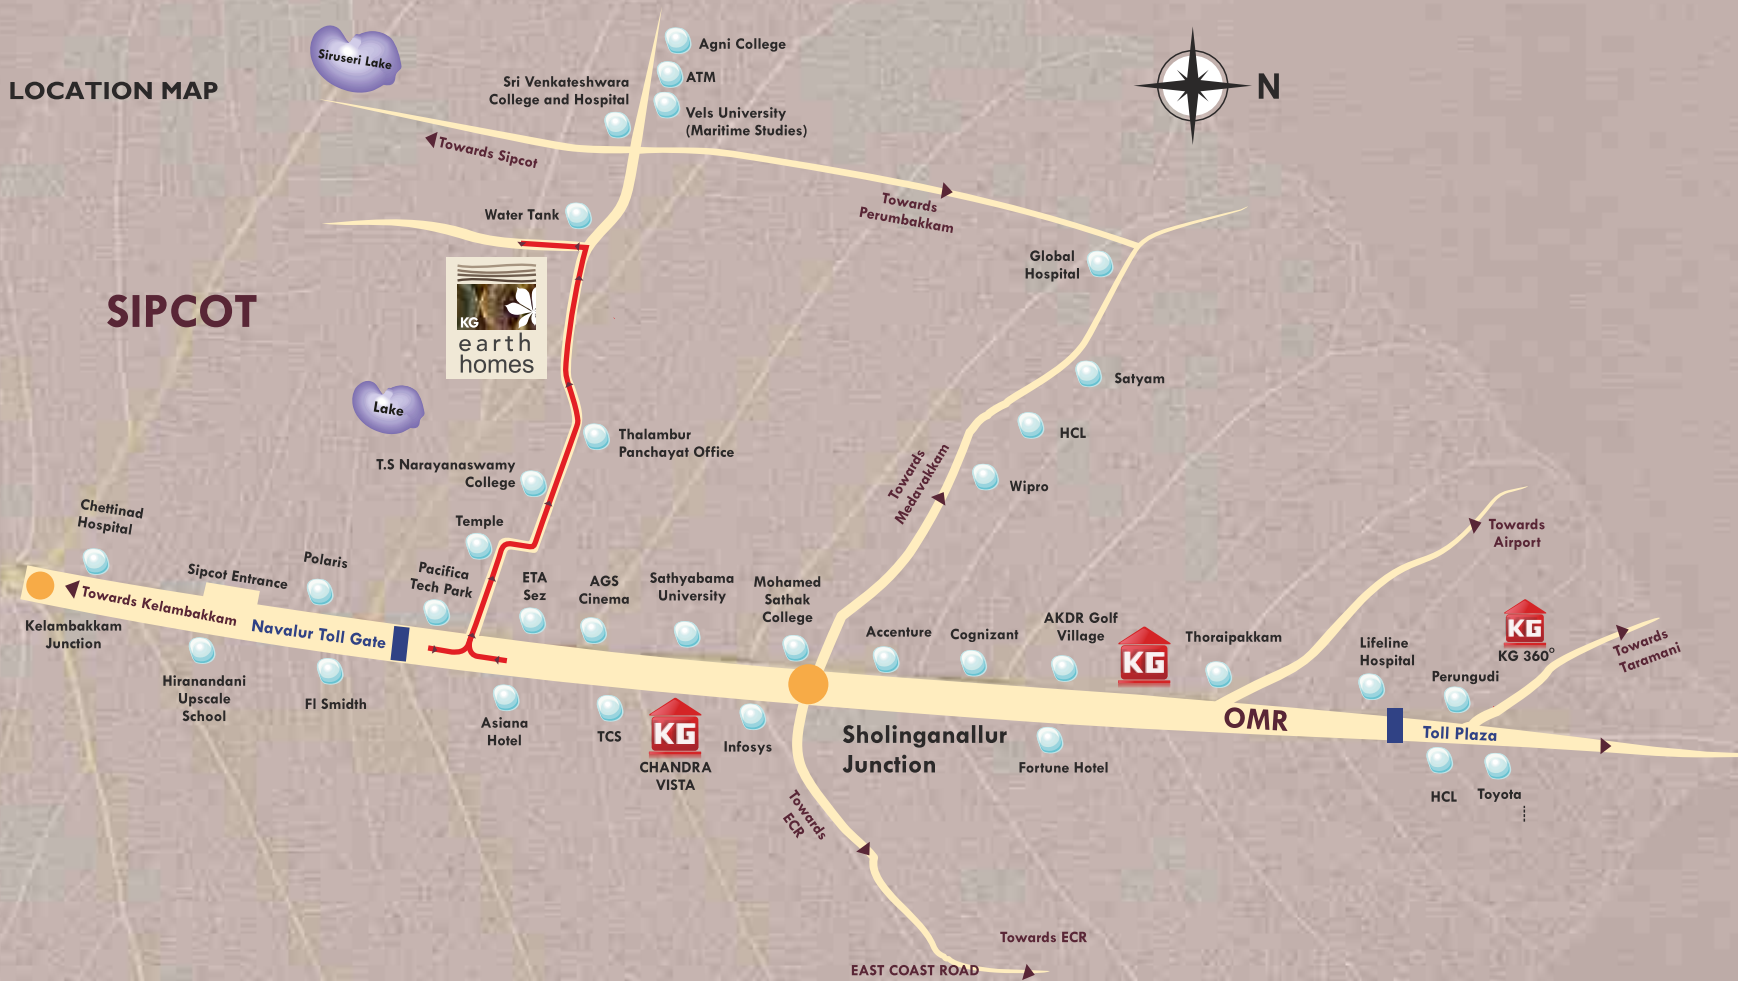 LOCATION MAP
Siruseri Lake
Agni College
ATM
Sri Venkateshwara
College and Hospital
Vels University
(Maritime Studies)
N
Towards Sipcot
Towards
Perumbakkam
Water Tank
Global
Hospital
SIPCOT
KG
earth
homes
Satyam
Lake
HCL
Thalambur
Panchayat Office
T.S Narayanaswamy
College
Towards
Medavakkam
Wipro
Chettinad
Hospital
Temple
Towards
Airport
Sipcot Entrance
Polaris
Pacifica
Tech Park
ETA
Sez
AGS
Cinema
Sathyabama
University
Mohamed
Sathak
College
Towards Kelambakkam
Kelambakkam
Junction
Navalur Toll Gate
Accenture
Cognizant
AKDR Golf
Village
KG
Thoraipakkam
Lifeline
Hospital
KG
KG 360°
Perungudi
Towards
Taramani
Hiranandani
Upscale
School
FI Smidth
Asiana
Hotel
TCS
KG
CHANDRA
VISTA
Infosys
Sholinganallur
Junction
OMR
Toll Plaza
Fortune Hotel
HCL
Toyota
Towards
ECR
Towards ECR
EAST COAST ROAD